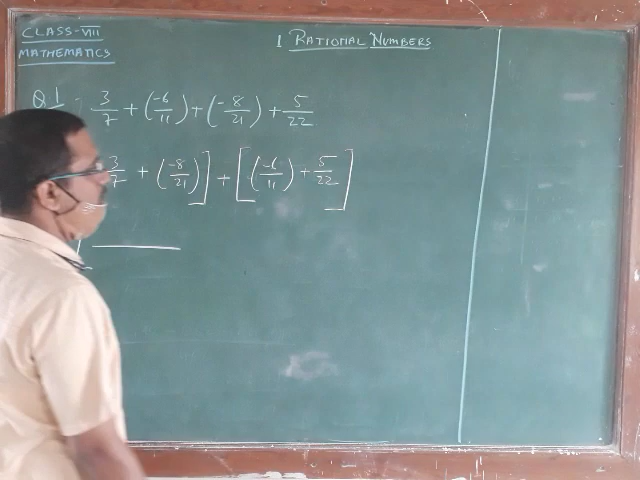 CLASS-VIII
MATHEMATICS
1 RATIONAL NUMBERS
Q.1 3/7 + (-6/11) + (-8/21) + 5/22
3/7 + (-8/21)] + [(-6/11) + 5/22]